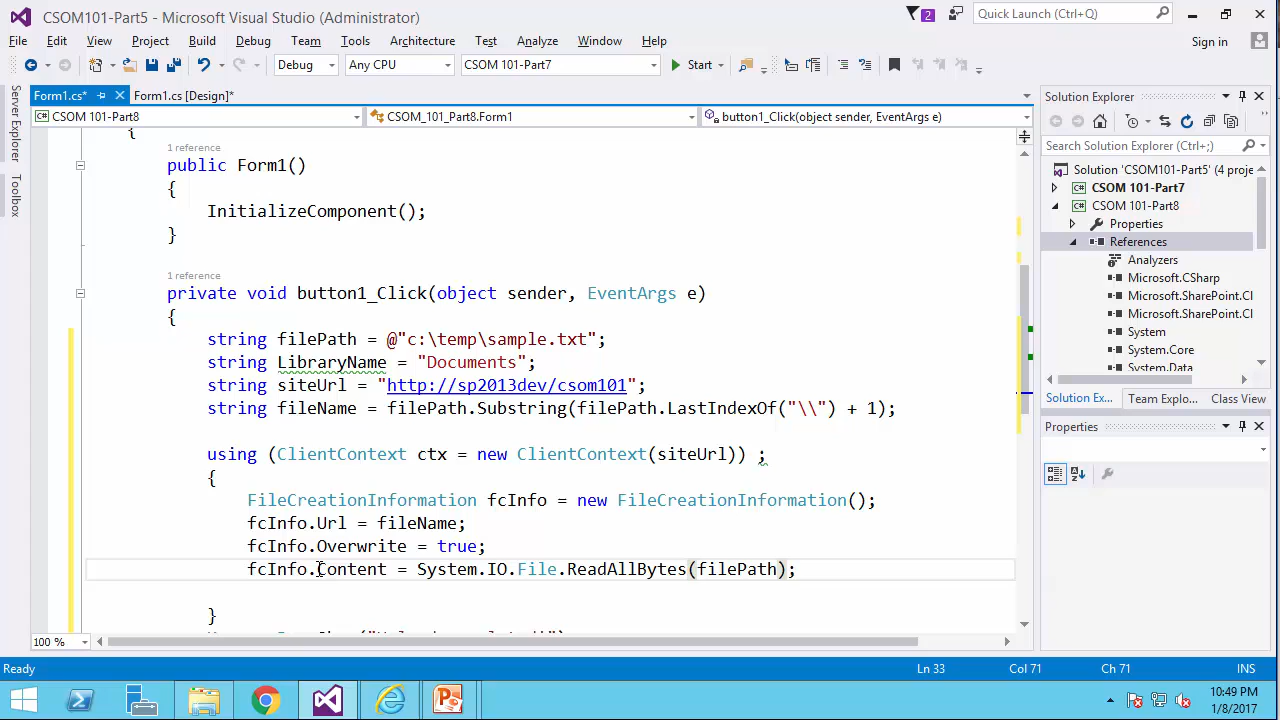 CSOM101-Part5 - Microsoft Visual Studio (Administrator)
2
Quick Launch (Ctrl+Q)
File Edit View Project Build Debug Team Tools Architecture Test Analyze Window Help
Sign in
Debug Any CPU CSOM 101-Part7 Start
Server Explorer
Toolbox
Form1.cs* Form1.cs [Design]*
CSOM 101-Part8 CSOM_101_Part8.Form1 button1_Click(object sender, EventArgs e)
{
1 reference
public Form1()
{
InitializeComponent();
}
1 reference
private void button1_Click(object sender, EventArgs e)
{
string filePath = @"c:\temp\sample.txt";
string LibraryName = "Documents";
string siteUrl = "http://sp2013dev/csom101";
string fileName = filePath.Substring(filePath.LastIndexOf("\\") + 1);
using (ClientContext ctx = new ClientContext(siteUrl)) ;
{
FileCreationInformation fcInfo = new FileCreationInformation();
fcInfo.Url = fileName;
fcInfo.Overwrite = true;
fcInfo.Content = System.IO.File.ReadAllBytes(filePath);
}
100 %
Solution Explorer
Search Solution Explorer (Ctrl+;)
Solution 'CSOM101-Part5' (4 proje
CSOM 101-Part7
CSOM 101-Part8
Properties
References
Analyzers
Microsoft.CSharp
Microsoft.SharePoint.Cl
Microsoft.SharePoint.Cl
System
System.Core
System.Data
Solution Ex... Team Explo... Class View
Properties
Ready Ln 33 Col 71 Ch 71 INS
10:49 PM
1/8/2017